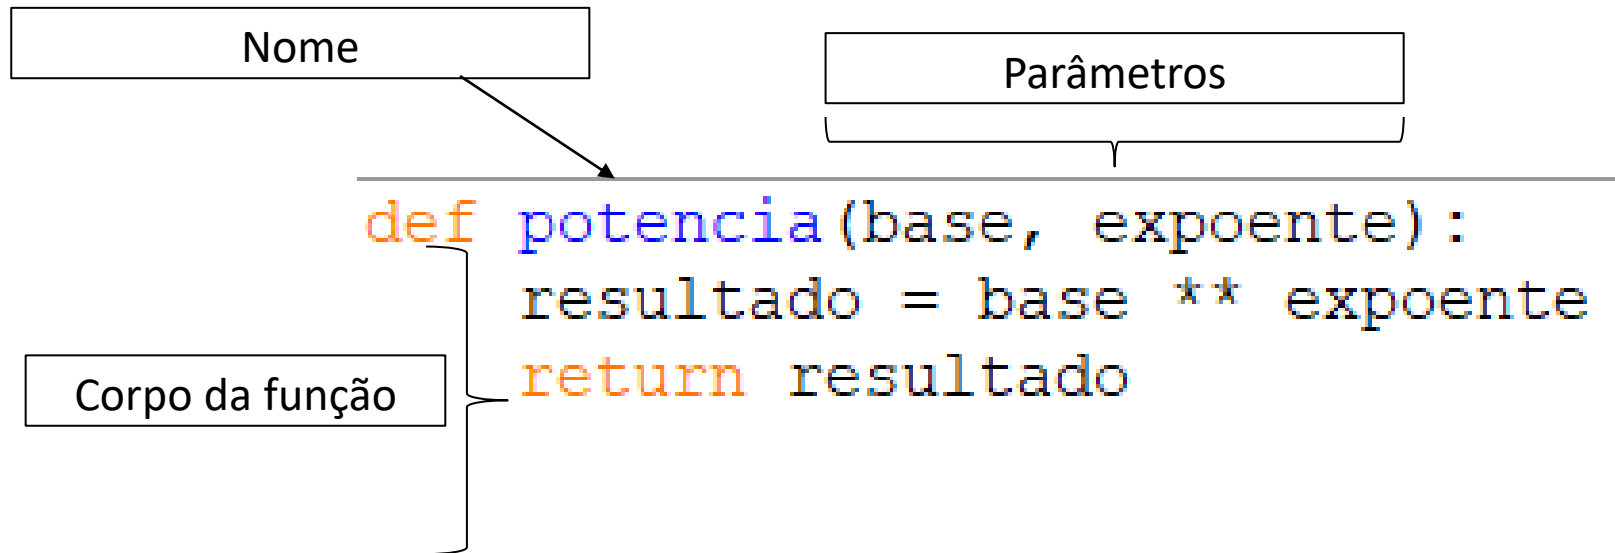 Nome
Parâmetros
def potencia(base, expoente):
resultado = base ** expoente
return resultado
Corpo da função